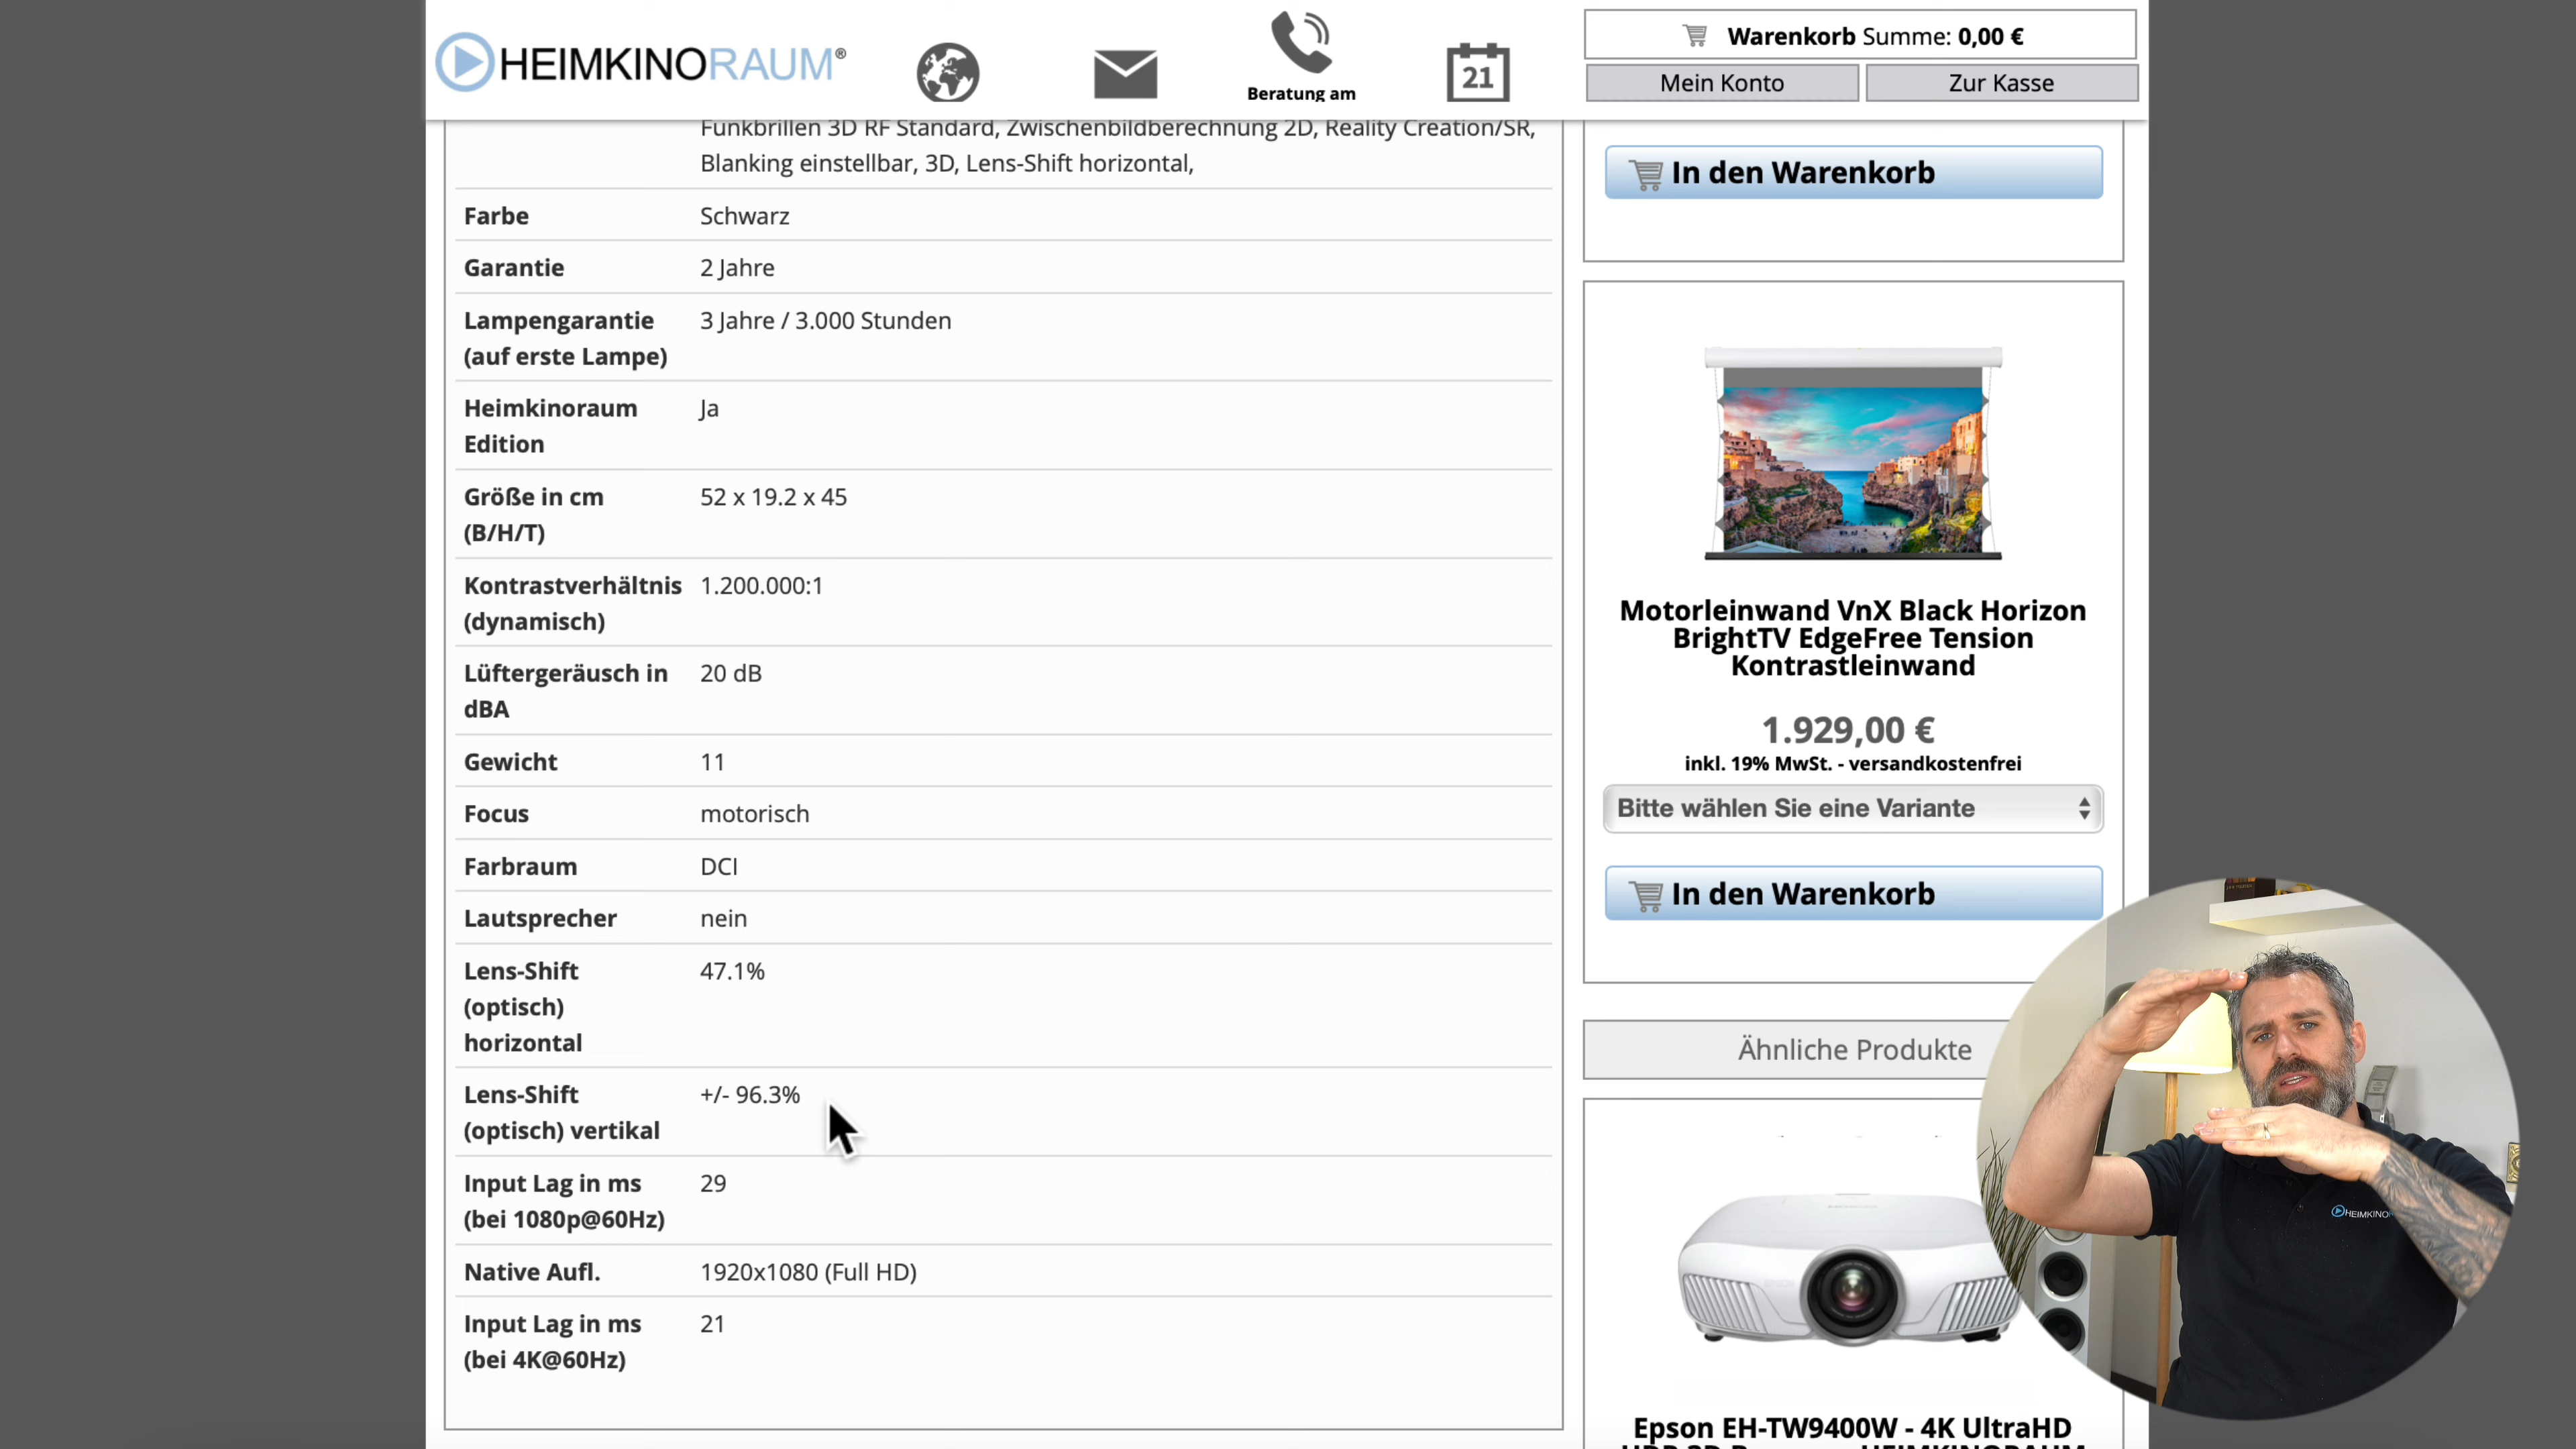 HEIMKINORAUM®
Beratung am
21
Warenkorb Summe: 0,00 €
Mein Konto
Zur Kasse
Funkbrillen 3D RF Standard, Zwischenbildberechnung 2D, Reality Creation/SR,
Blanking einstellbar, 3D, Lens-Shift horizontal,
Farbe Schwarz
Garantie 2 Jahre
Lampengarantie 3 Jahre / 3.000 Stunden
(auf erste Lampe)
Heimkinoraum Ja
Edition
Größe in cm 52 x 19.2 x 45
(B/H/T)
Kontrastverhältnis 1.200.000:1
(dynamisch)
Lüftergeräusch in 20 dB
dBA
Gewicht 11
Focus motorisch
Farbraum DCI
Lautsprecher nein
Lens-Shift 47.1%
(optisch)
horizontal
Lens-Shift +/- 96.3%
(optisch) vertikal
Input Lag in ms 29
(bei 1080p@60Hz)
Native Aufl. 1920x1080 (Full HD)
Input Lag in ms 21
(bei 4K@60Hz)
In den Warenkorb
Motorleinwand VnX Black Horizon
BrightTV EdgeFree Tension
Kontrastleinwand
1.929,00 €
inkl. 19% MwSt. - versandkostenfrei
Bitte wählen Sie eine Variante
In den Warenkorb
Ähnliche Produkte
Epson EH-TW9400W - 4K UltraHD